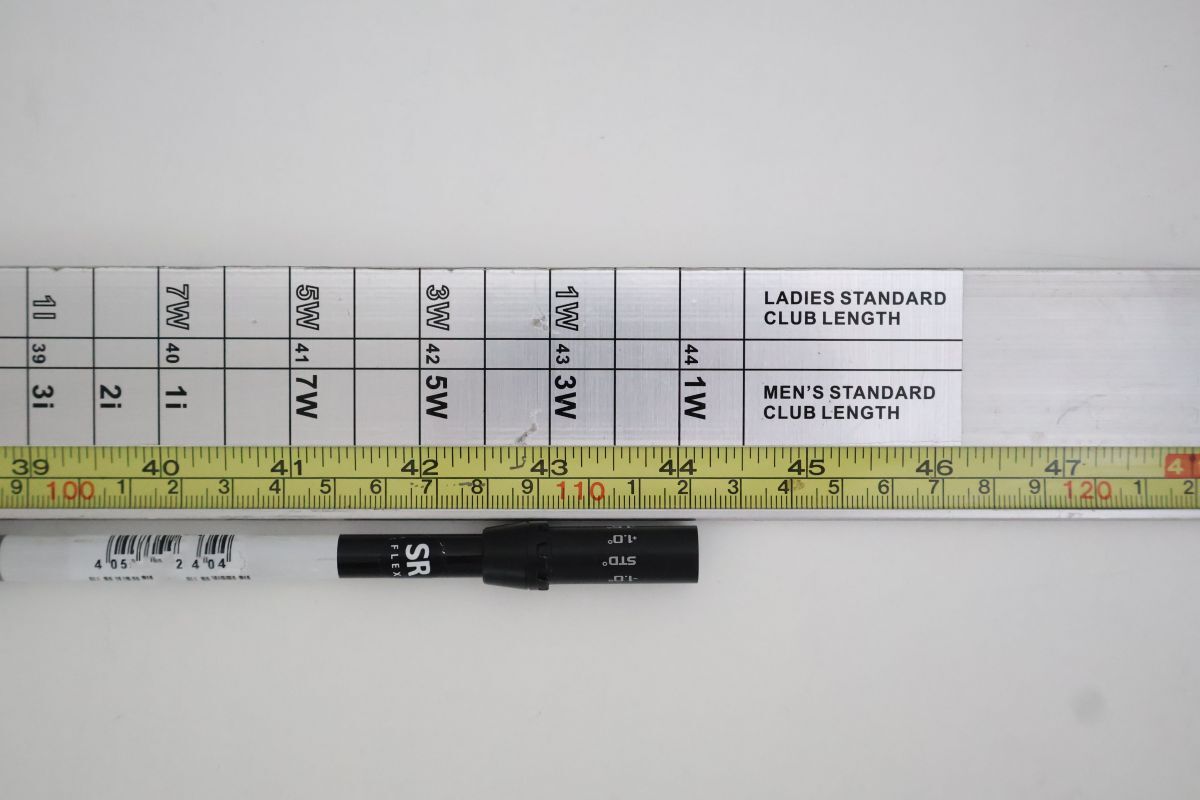 1I 7W 5W 3W 1W LADIES STANDARD
CLUB LENGTH
39 40 41 42 43 44
3i 2i 1i 7W 5W 3W 1W MEN'S STANDARD
CLUB LENGTH
39 40 41 42 43 44 45 46 47 4
9 100 1 2 3 4 5 6 7 8 9 110 1 2 3 4 5 6 7 8 9 120 1 2
405 2404
SR
FLEX
+1.0°
STD°
-1.0°